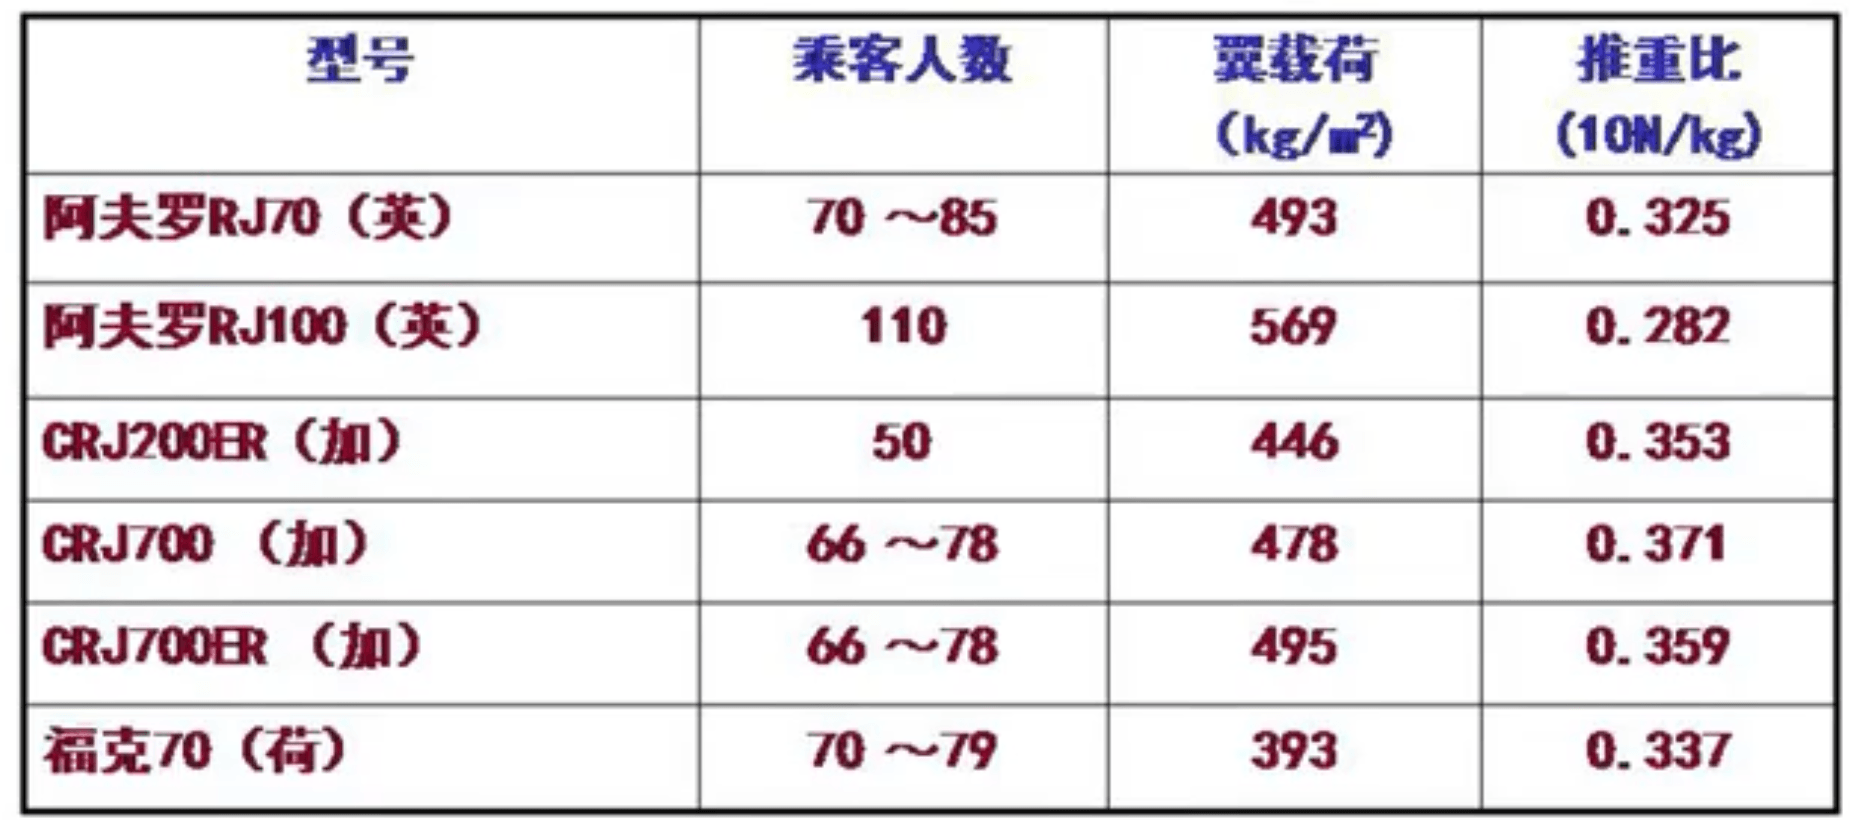 型号 乘客人数 翼载荷 (kg/m²) 推重比 (10N/kg)
阿夫罗RJ70（英） 70 ～85 493 0.325
阿夫罗RJ100（英） 110 569 0.282
CRJ200ER（加） 50 446 0.353
CRJ700 （加） 66 ～78 478 0.371
CRJ700ER （加） 66 ～78 495 0.359
福克70（荷） 70 ～79 393 0.337